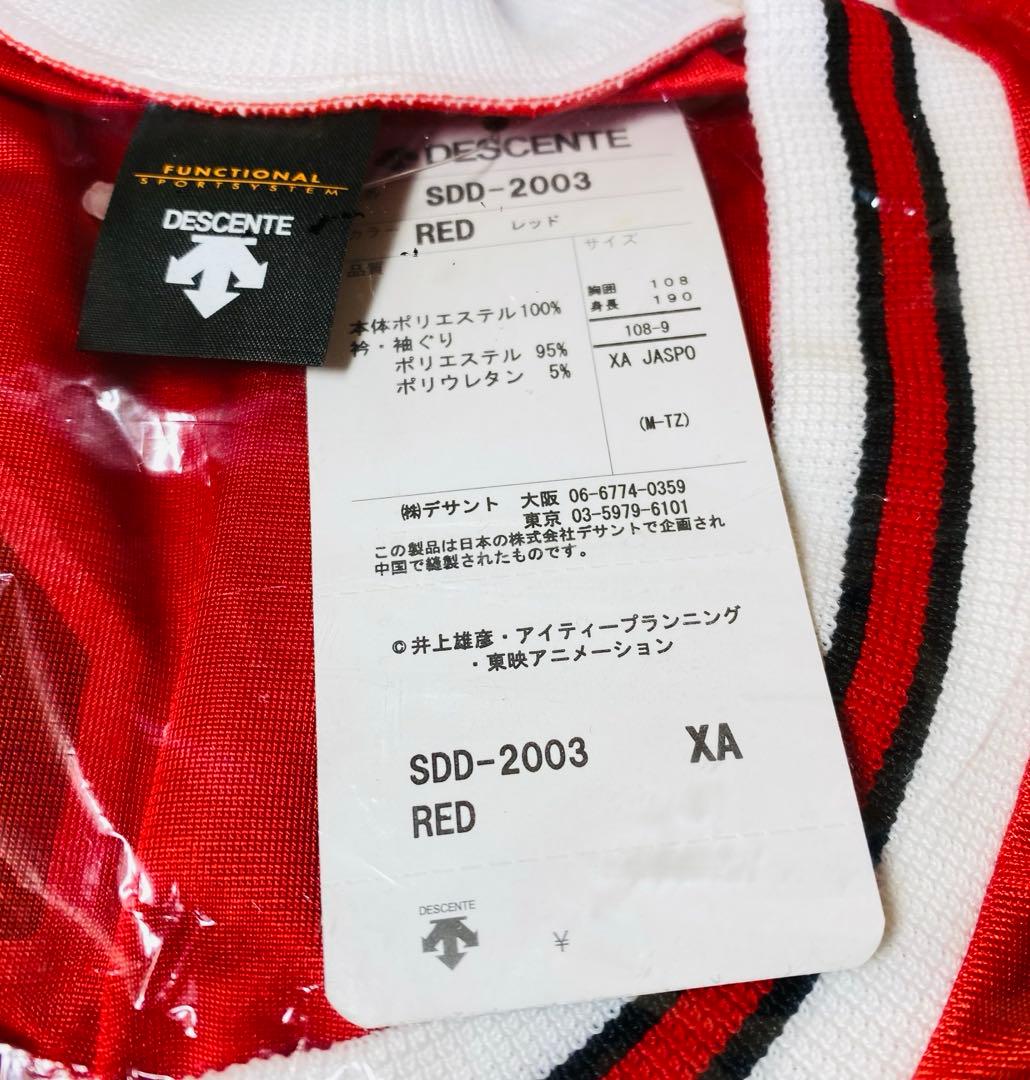 FUNCTIONAL
SPORTSYSTEM
DESCENTE
DESCENTE
SDD-2003
カラー RED レッド
品質
サイズ
本体ポリエステル100%
衿・袖ぐり
ポリエステル 95%
ポリウレタン 5%
胸囲 108
身長 190
108-9
XA JASPO
(M-TZ)
㈱デサント 大阪 06-6774-0359
東京 03-5979-6101
この製品は日本の株式会社デサントで企画され
中国で縫製されたものです。
©井上雄彦・アイティープランニング
・東映アニメーション
SDD-2003 XA
RED
DESCENTE
¥